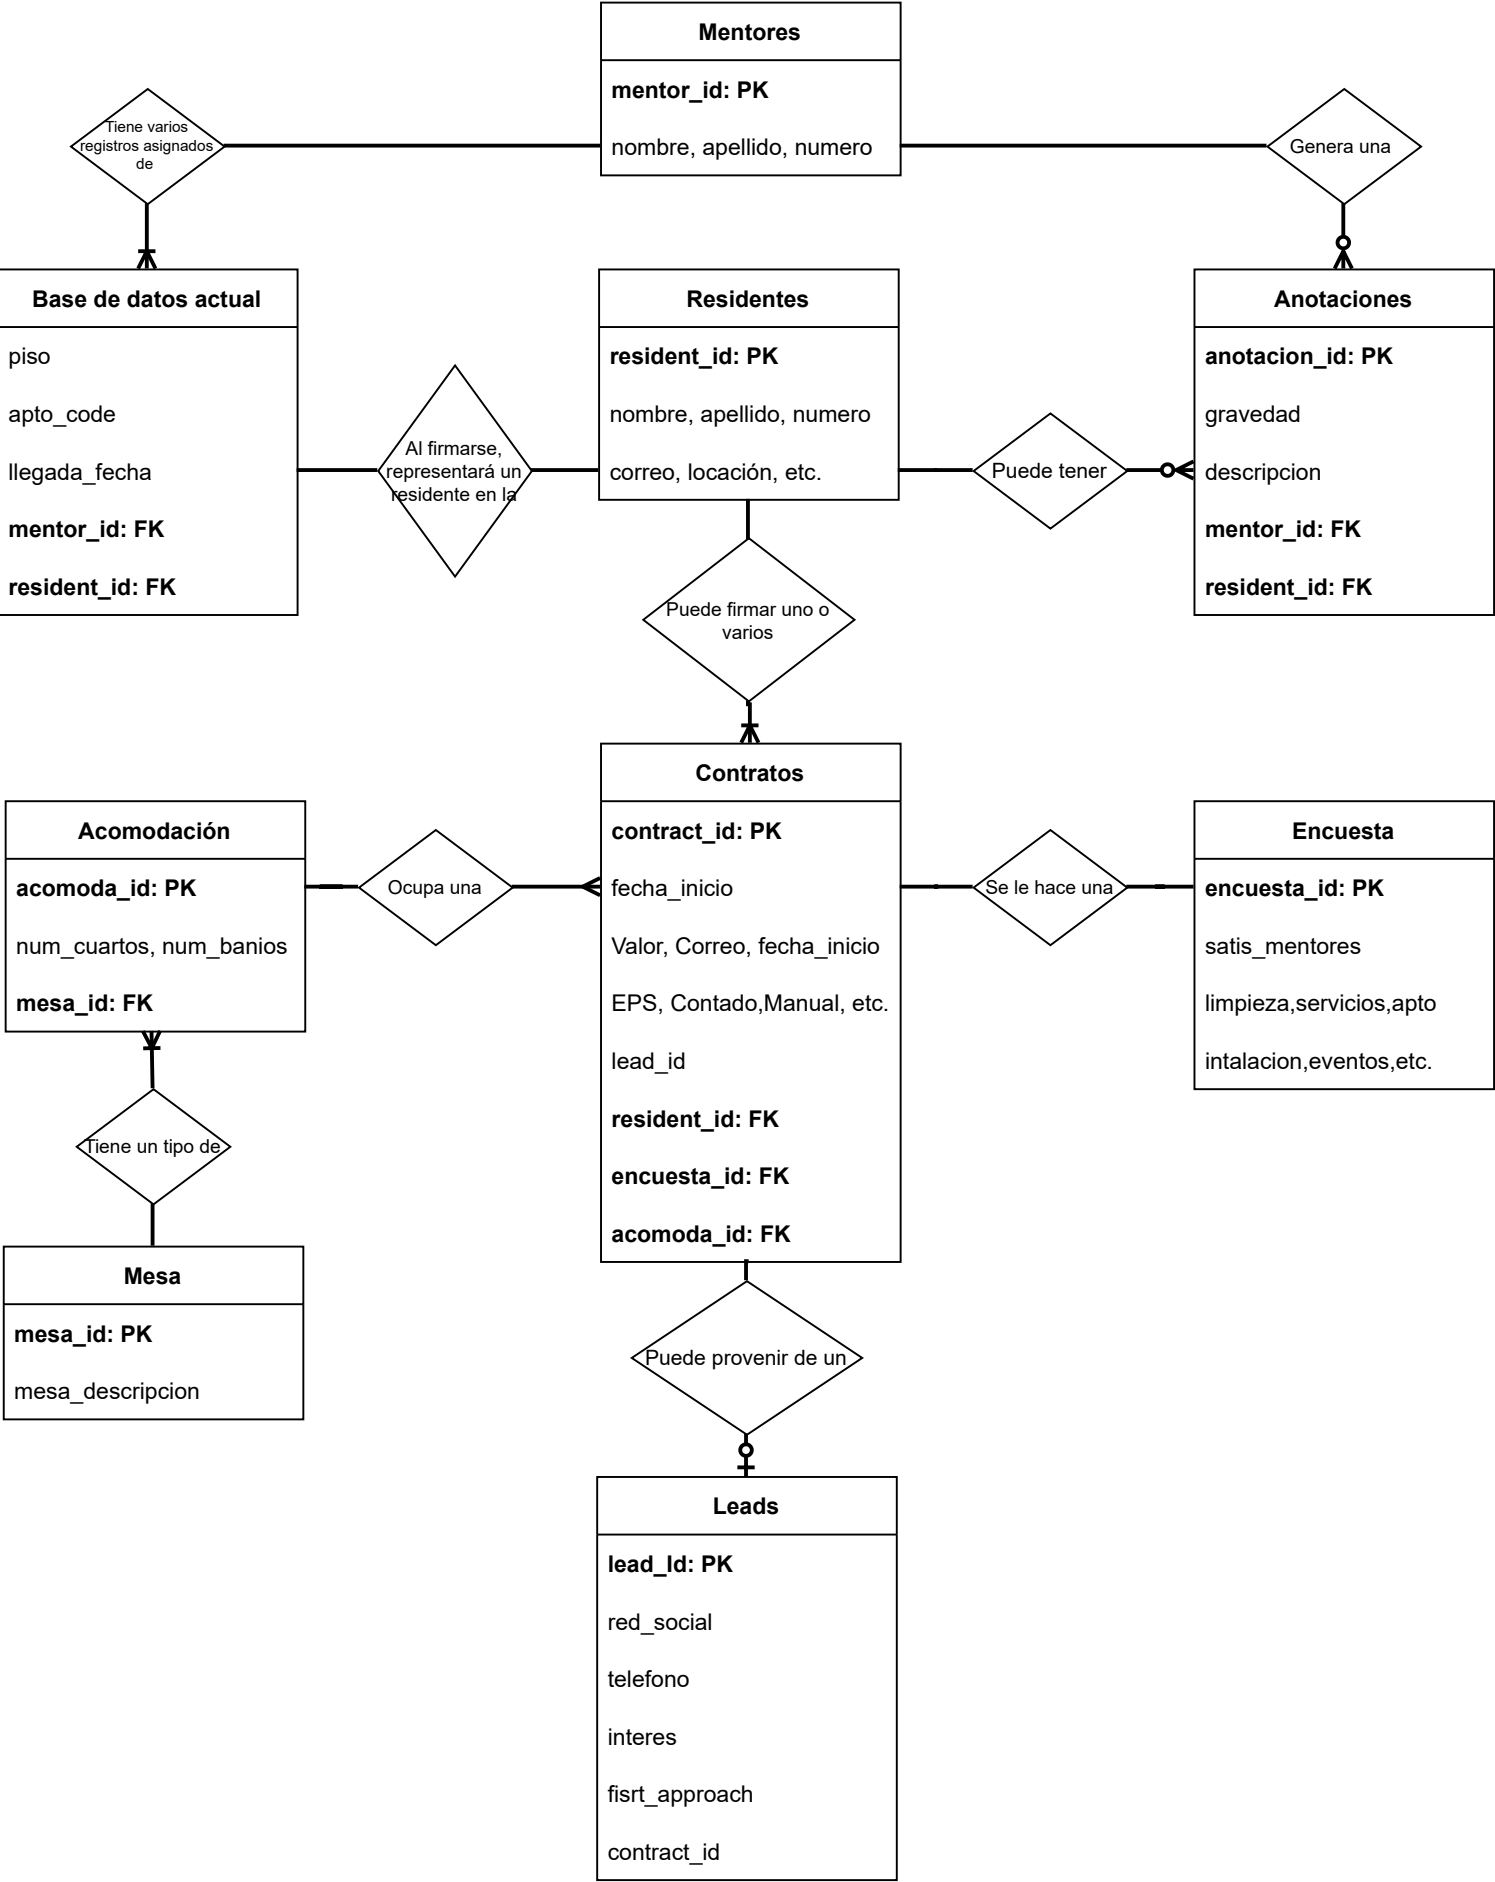 Mentores
mentor_id: PK
nombre, apellido, numero
Tiene varios
registros asignados
de
Genera una
Base de datos actual
piso
apto_code
llegada_fecha
mentor_id: FK
resident_id: FK
Al firmarse,
representará un
residente en la
Residentes
resident_id: PK
nombre, apellido, numero
correo, locación, etc.
Puede tener
Anotaciones
anotacion_id: PK
gravedad
descripcion
mentor_id: FK
resident_id: FK
Puede firmar uno o
varios
Acomodación
acomoda_id: PK
num_cuartos, num_banios
mesa_id: FK
Ocupa una
Contratos
contract_id: PK
fecha_inicio
Valor, Correo, fecha_inicio
EPS, Contado,Manual, etc.
lead_id
resident_id: FK
encuesta_id: FK
acomoda_id: FK
Se le hace una
Encuesta
encuesta_id: PK
satis_mentores
limpieza,servicios,apto
intalacion,eventos,etc.
Tiene un tipo de
Mesa
mesa_id: PK
mesa_descripcion
Puede provenir de un
Leads
lead_Id: PK
red_social
telefono
interes
fisrt_approach
contract_id